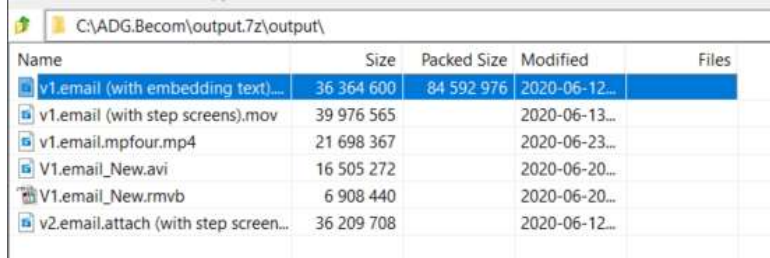 C:\ADG.Becom\output.7z\output\
Name Size Packed Size Modified Files
v1.email (with embedding text).... 36 364 600 84 592 976 2020-06-12...
v1.email (with step screens).mov 39 976 565 2020-06-13...
v1.email.mpfour.mp4 21 698 367 2020-06-23...
V1.email_New.avi 16 505 272 2020-06-20...
V1.email_New.rmvb 6 908 440 2020-06-20...
v2.email.attach (with step screen... 36 209 708 2020-06-12...